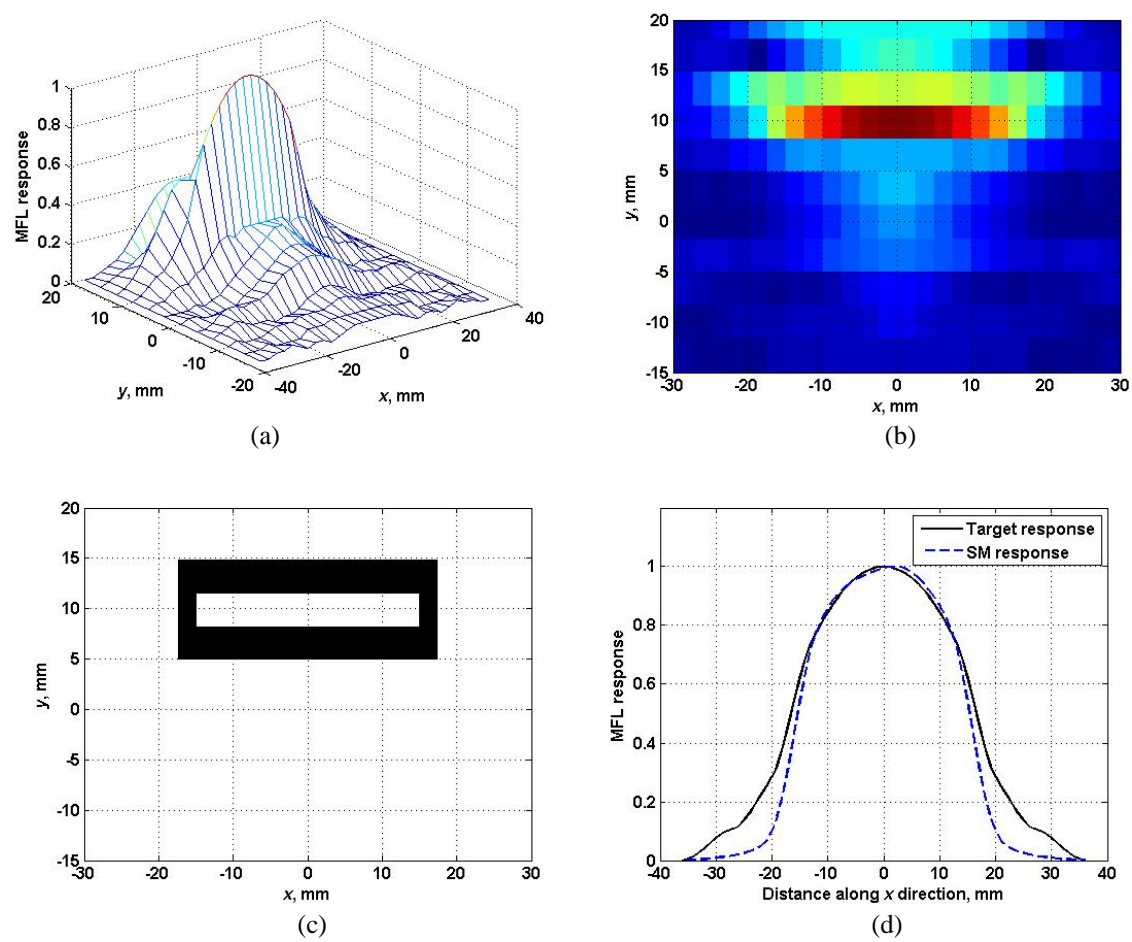 1
0.8
0.6
0.4
0.2
0
MFL response
20
10
0
-10
-20
y, mm
-40
-20
0
20
40
x, mm
(a)
20
15
10
5
0
-5
-10
-15
y, mm
-30 -20 -10 0 10 20 30
x, mm
(b)
20
15
10
5
0
-5
-10
-15
y, mm
-30 -20 -10 0 10 20 30
x, mm
(c)
Target response
SM response
1
0.8
0.6
0.4
0.2
0
MFL response
-40 -30 -20 -10 0 10 20 30 40
Distance along x direction, mm
(d)